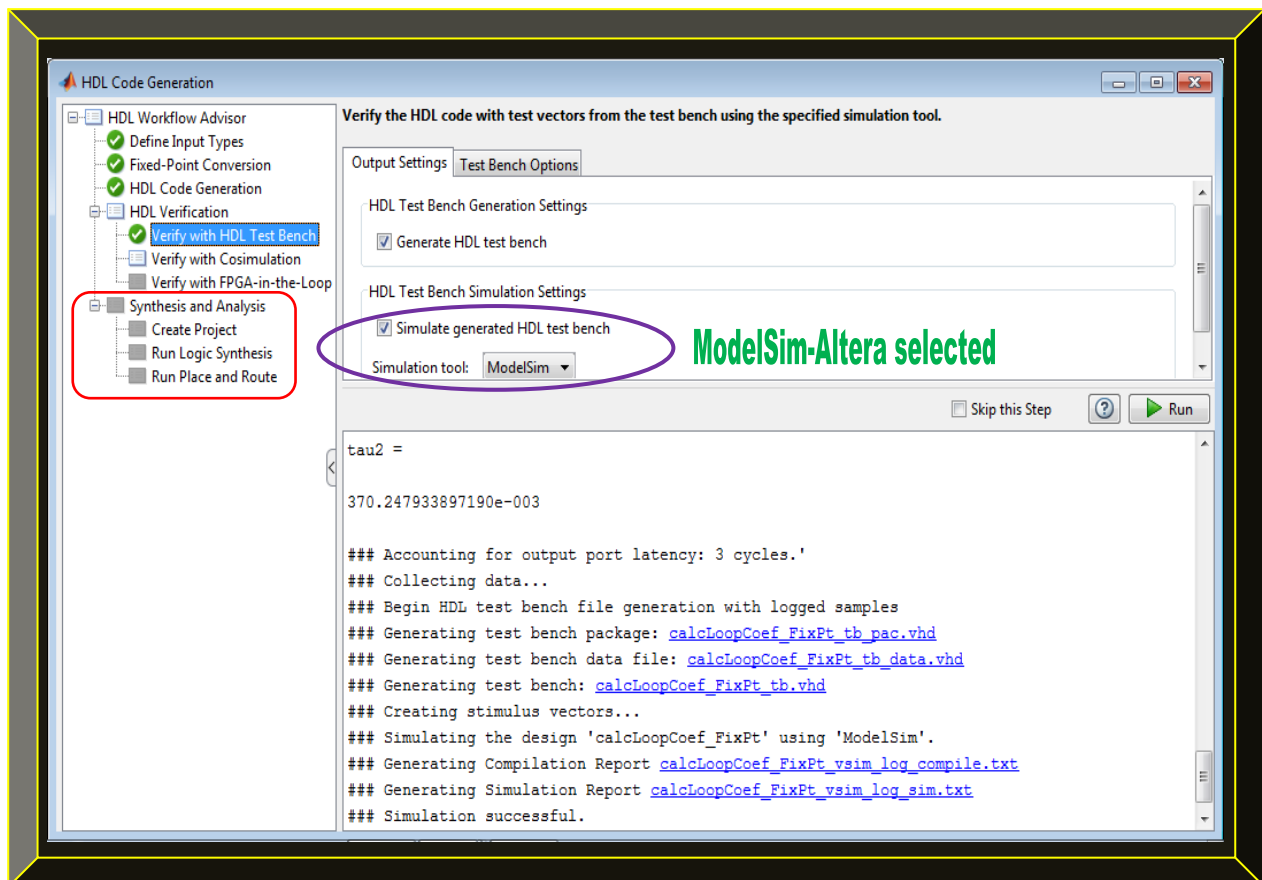 HDL Code Generation
HDL Workflow Advisor
Define Input Types
Fixed-Point Conversion
HDL Code Generation
HDL Verification
Verify with HDL Test Bench
Verify with Cosimulation
Verify with FPGA-in-the-Loop
Synthesis and Analysis
Create Project
Run Logic Synthesis
Run Place and Route
Verify the HDL code with test vectors from the test bench using the specified simulation tool.
Output Settings Test Bench Options
HDL Test Bench Generation Settings
Generate HDL test bench
HDL Test Bench Simulation Settings
Simulate generated HDL test bench
Simulation tool: ModelSim
ModelSim-Altera selected
Skip this Step ? Run
tau2 =
370.247933897190e-003
### Accounting for output port latency: 3 cycles.'
### Collecting data...
### Begin HDL test bench file generation with logged samples
### Generating test bench package: calcLoopCoef_FixPt_tb_pac.vhd
### Generating test bench data file: calcLoopCoef_FixPt_tb_data.vhd
### Generating test bench: calcLoopCoef_FixPt_tb.vhd
### Creating stimulus vectors...
### Simulating the design 'calcLoopCoef_FixPt' using 'ModelSim'.
### Generating Compilation Report calcLoopCoef_FixPt_vsim_log_compile.txt
### Generating Simulation Report calcLoopCoef_FixPt_vsim_log_sim.txt
### Simulation successful.